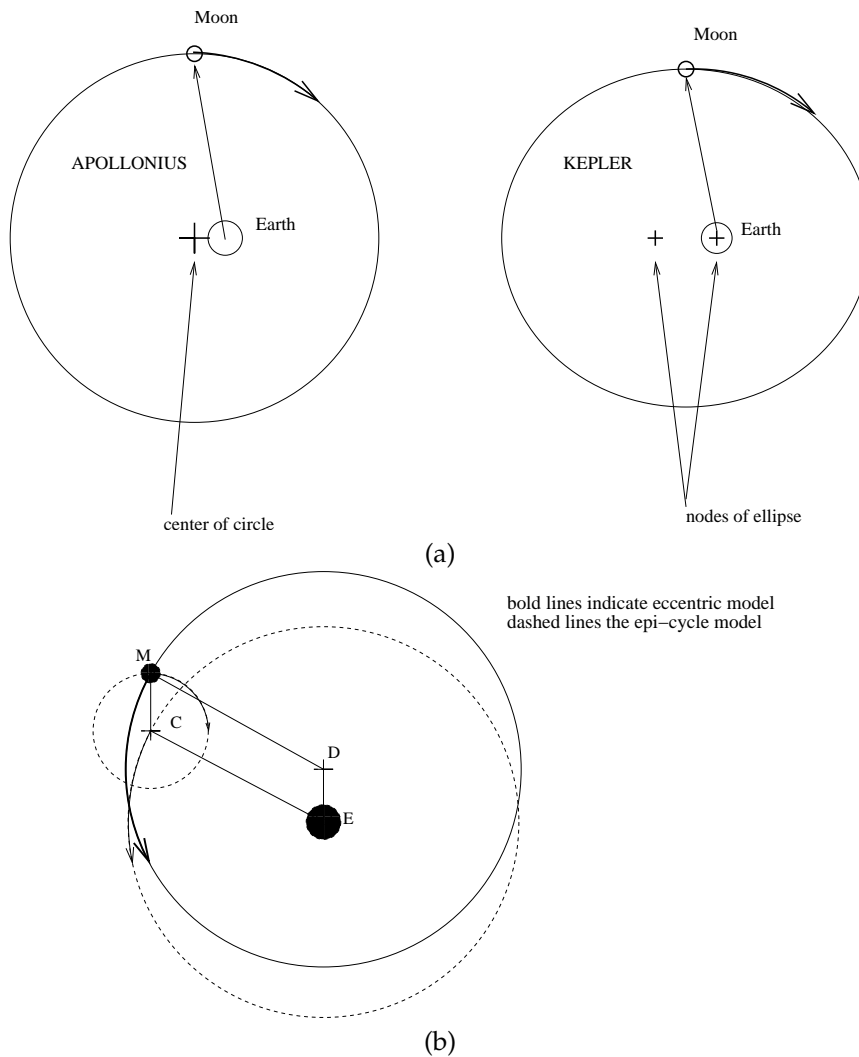 Moon
APOLLONIUS
Earth
center of circle
Moon
KEPLER
Earth
nodes of ellipse
(a)
bold lines indicate eccentric model
dashed lines the epi−cycle model
M
C
D
E
(b)